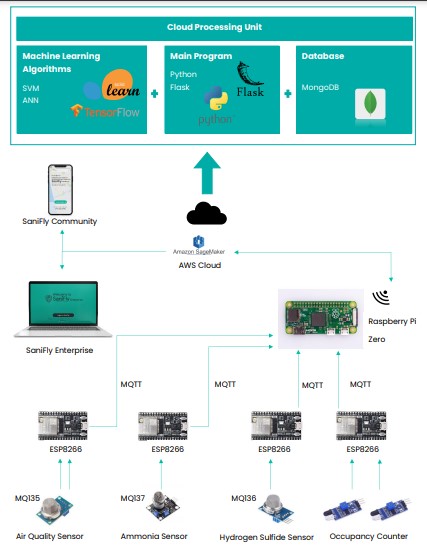 Cloud Processing Unit
Machine Learning
Algorithms
SVM
ANN
learn
TensorFlow
Main Program
Python
Flask
Flask
python
Database
MongoDB
SaniFly Community
Amazon SageMaker
AWS Cloud
SaniFly
SaniFly Enterprise
Raspberry Pi
Zero
MQTT
MQTT
MQTT
MQTT
ESP8266
ESP8266
ESP8266
ESP8266
MQ135
MQ137
MQ136
Air Quality Sensor
Ammonia Sensor
Hydrogen Sulfide Sensor
Occupancy Counter